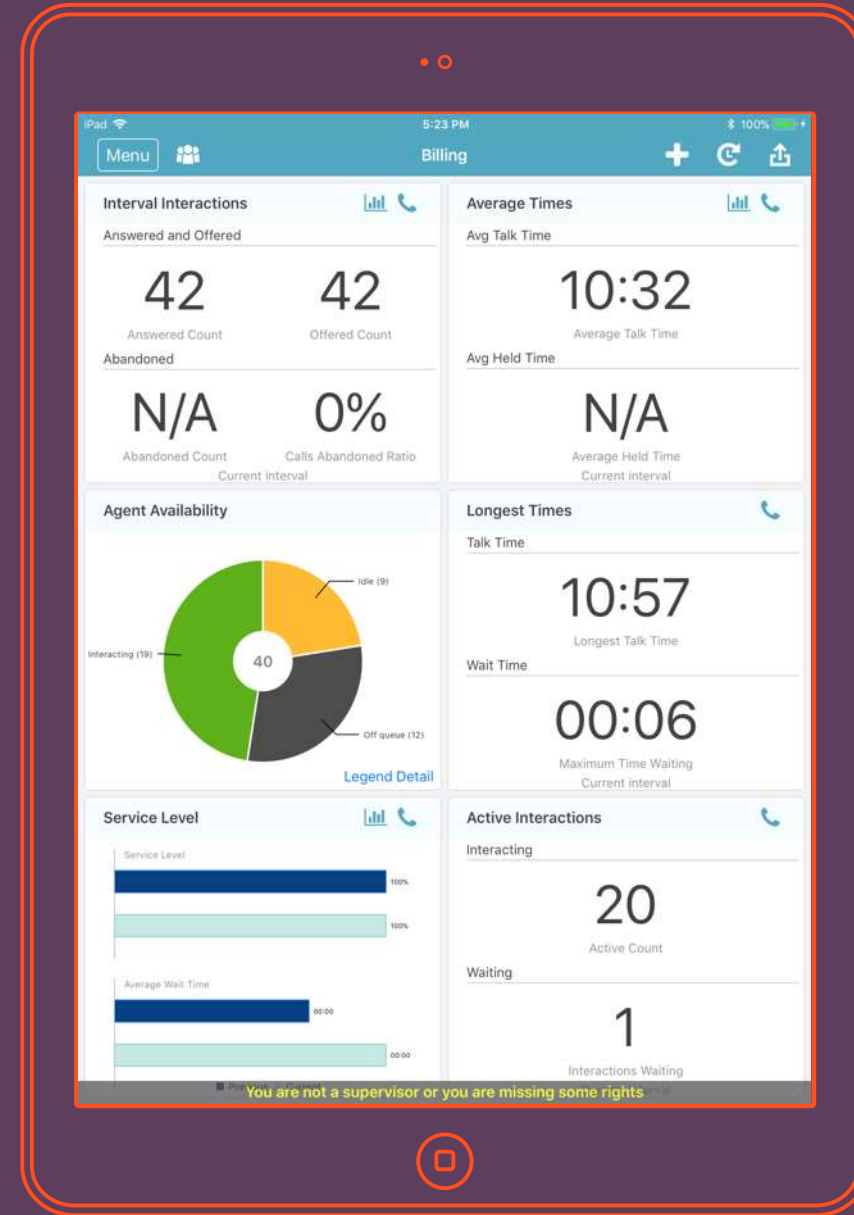 iPad 5:23 PM 100%
Menu Billing
Interval Interactions
Answered and Offered
42 42
Answered Count Offered Count
Abandoned
N/A 0%
Abandoned Count Calls Abandoned Ratio
Current interval
Average Times
Avg Talk Time
10:32
Average Talk Time
Avg Held Time
N/A
Average Held Time
Current interval
Agent Availability
Idle (9)
Interacting (19)
40
Off queue (12)
Legend Detail
Longest Times
Talk Time
10:57
Longest Talk Time
Wait Time
00:06
Maximum Time Waiting
Current interval
Service Level
Service Level
100%
100%
Average Wait Time
00:00
00:00
Active Interactions
Interacting
20
Active Count
Waiting
1
Interactions Waiting
You are not a supervisor or you are missing some rights